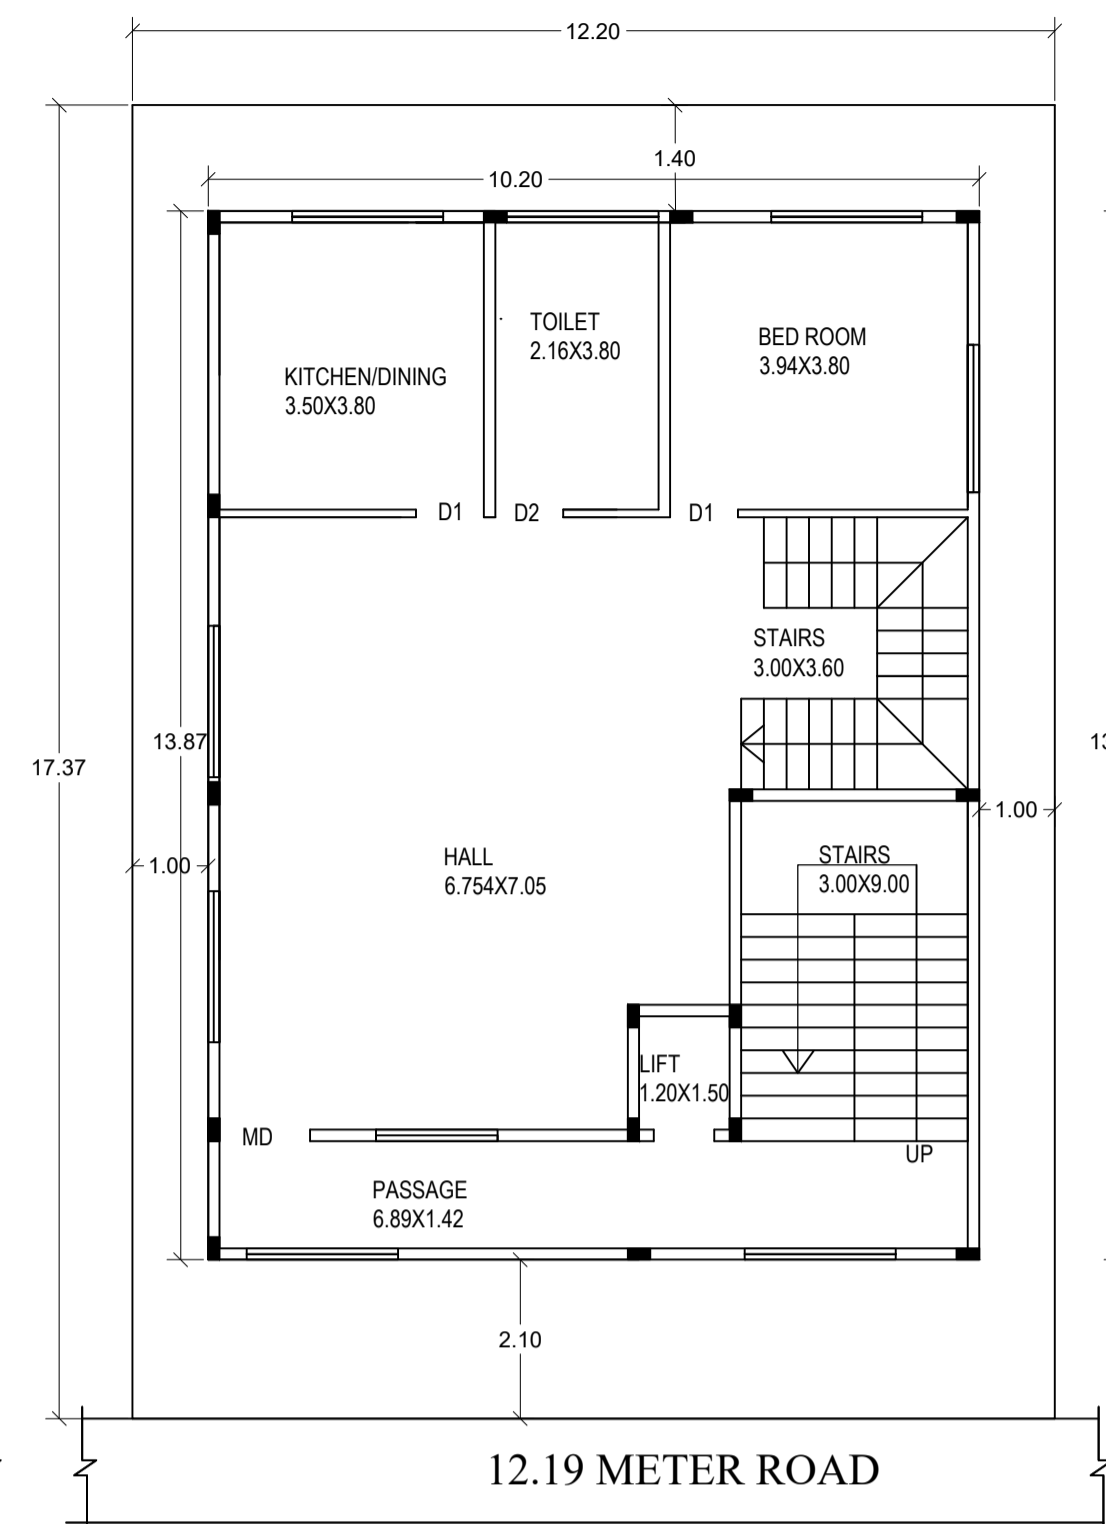 12.20
1.40
10.20
TOILET
2.16X3.80
BED ROOM
3.94X3.80
KITCHEN/DINING
3.50X3.80
D1
D2
D1
STAIRS
3.00X3.60
13.87
17.37
1.00
1.00
HALL
6.754X7.05
STAIRS
3.00X9.00
LIFT
1.20X1.50
MD
UP
PASSAGE
6.89X1.42
2.10
12.19 METER ROAD